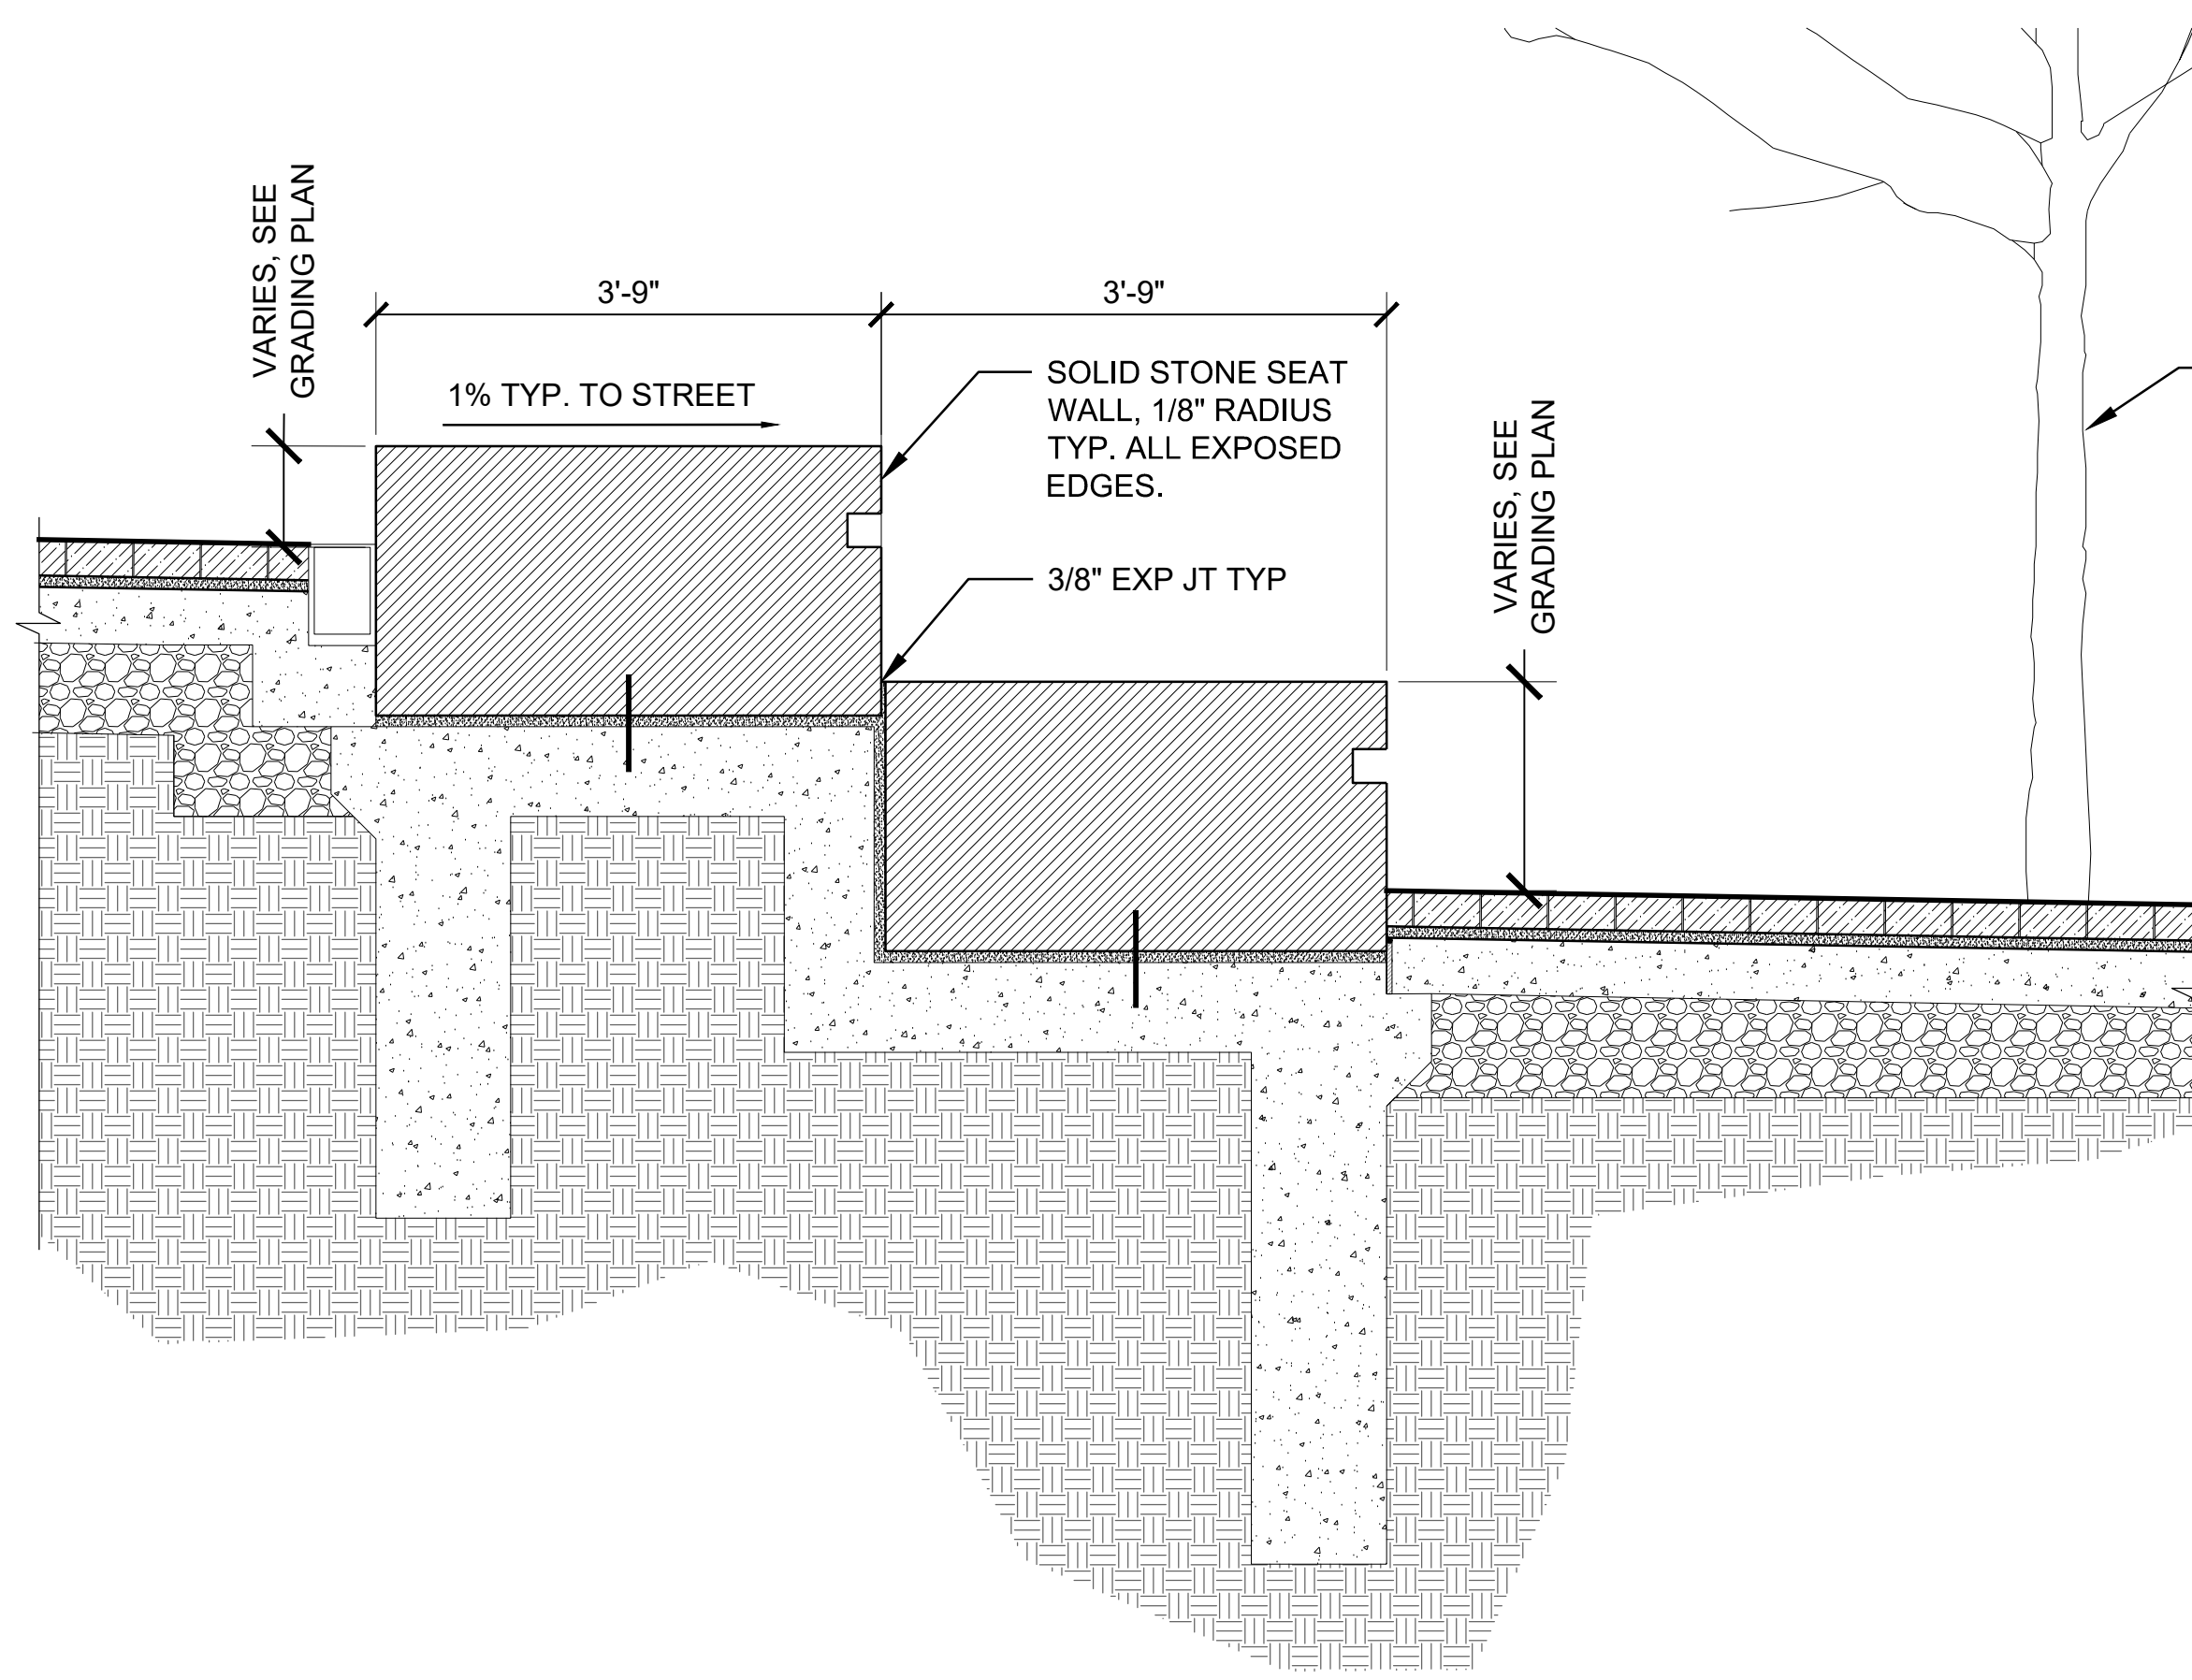 VARIES, SEE
GRADING PLAN
3'-9"
3'-9"
1% TYP. TO STREET
SOLID STONE SEAT
WALL, 1/8" RADIUS
TYP. ALL EXPOSED
EDGES.
3/8" EXP JT TYP
VARIES, SEE
GRADING PLAN